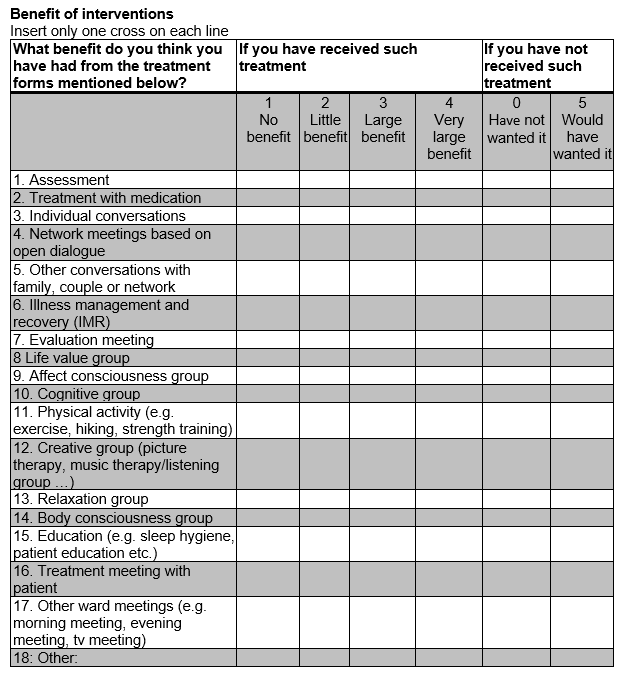 Benefit of interventions
Insert only one cross on each line
What benefit do you think you
have had from the treatment
forms mentioned below?
If you have received such
treatment
If you have not
received such
treatment
1
No
benefit
2
Little
benefit
3
Large
benefit
4
Very
large
benefit
0
Have not
wanted it
5
Would
have
wanted it
1. Assessment
2. Treatment with medication
3. Individual conversations
4. Network meetings based on
open dialogue
5. Other conversations with
family, couple or network
6. Illness management and
recovery (IMR)
7. Evaluation meeting
8 Life value group
9. Affect consciousness group
10. Cognitive group
11. Physical activity (e.g.
exercise, hiking, strength training)
12. Creative group (picture
therapy, music therapy/listening
group ...)
13. Relaxation group
14. Body consciousness group
15. Education (e.g. sleep hygiene,
patient education etc.)
16. Treatment meeting with
patient
17. Other ward meetings (e.g.
morning meeting, evening
meeting, tv meeting)
18: Other: